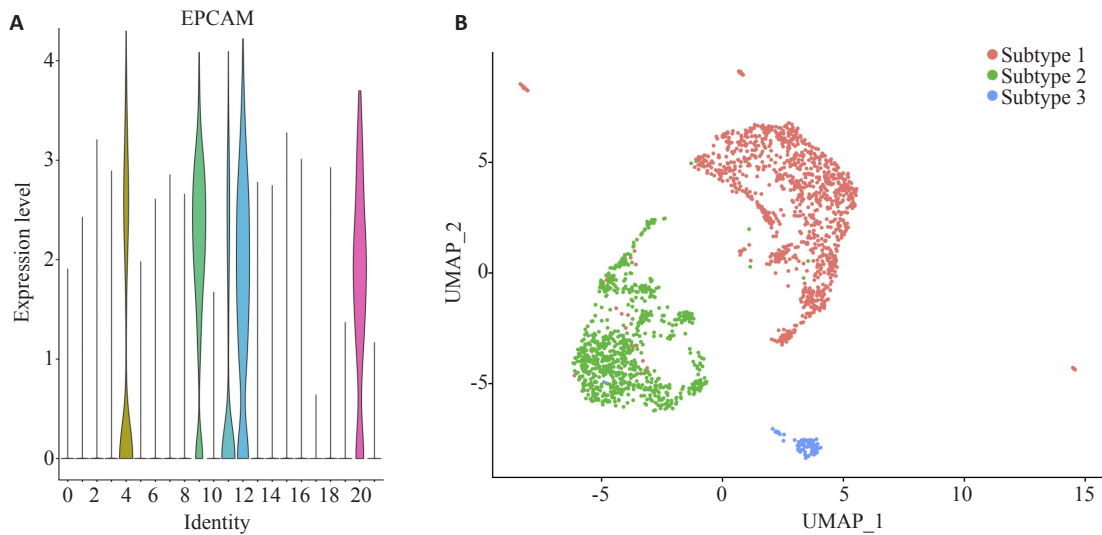 A
EPCAM
Expression level
4
3
2
1
0
0 2 4 6 8 10 12 14 16 18 20
Identity
B
Subtype 1
Subtype 2
Subtype 3
UMAP_2
5
0
-5
-5 0 5 10 15
UMAP_1